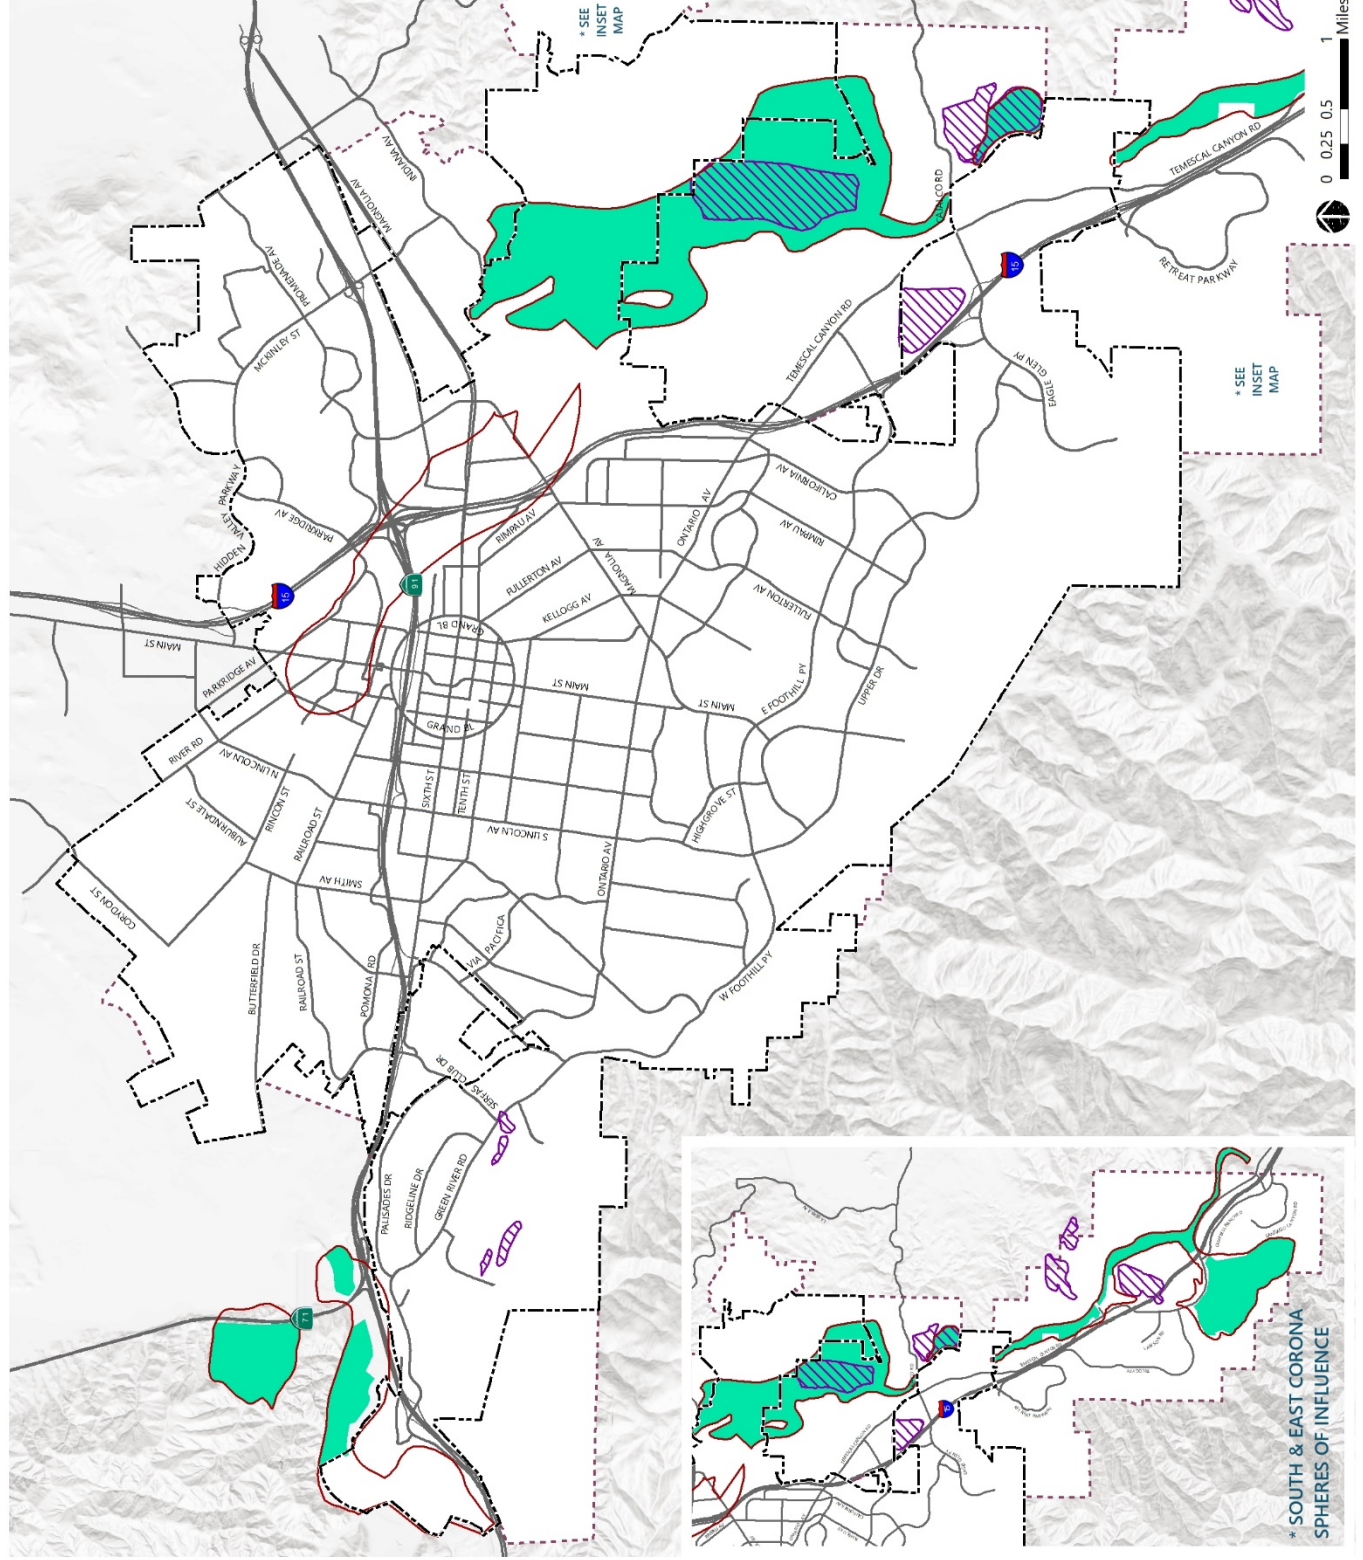 * SEE
INSET
MAP
0 0.25 0.5 1
Miles
INDIANA AV
MAGNOLIA AV
PROMENADE AV
MCKINLEY ST
HIDDEN
VALLEY PARKWAY
PARKRIDGE AV
15
91
MAIN ST
PARKRIDGE AV
RIVER RD
N LINCOLN AV
AUBURNDALE ST
RINCON ST
RAILROAD ST
CORYDON ST
SMITH AV
BUTTERFIELD DR
RAILROAD ST
POMONA RD
GRAND BL
GRAND BL
SIXTH ST
TENTH ST
S LINCOLN AV
MAIN ST
MAIN ST
RIMPAU AV
FULLERTON AV
KELLOGG AV
MAGNOLIA AV
ONTARIO AV
CALIFORNIA AV
RIMPAU AV
FULLERTON AV
E FOOTHILL PY
UPPER DR
HIGHGROVE ST
ONTARIO AV
VIA PACIFICA
W FOOTHILL PY
SERFAS CLUB DR
PALISADES DR
RIDGELINE DR
GREEN RIVER RD
71
TEMESCAL CANYON RD
CAJALCO RD
15
EAGLE GLEN PY
RETREAT PARKWAY
TEMESCAL CANYON RD
* SEE
INSET
MAP
15
* SOUTH & EAST CORONA
SPHERES OF INFLUENCE